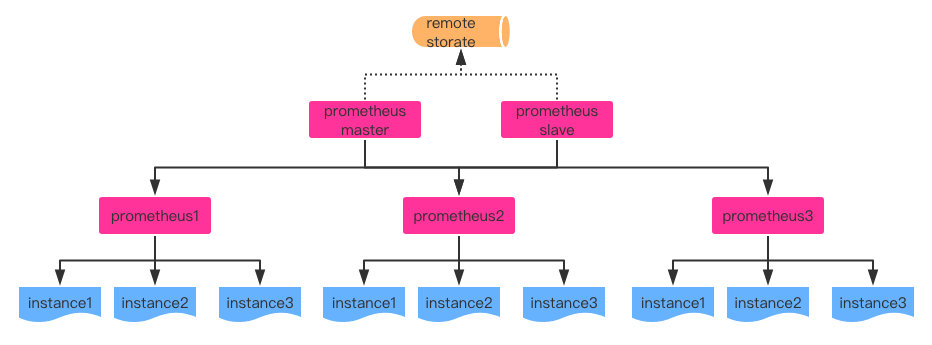 remote
storate
prometheus
master
prometheus
slave
prometheus1
prometheus2
prometheus3
instance1
instance2
instance3
instance1
instance2
instance3
instance1
instance2
instance3